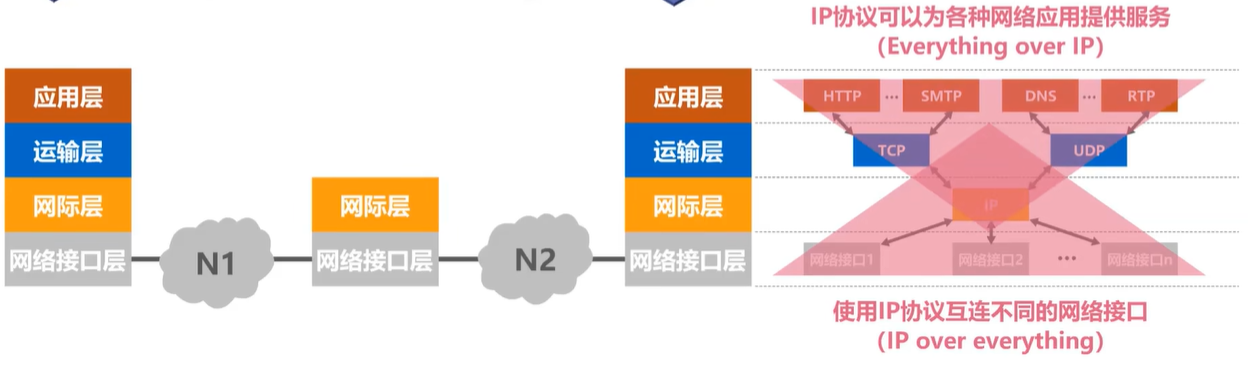 IP协议可以为各种网络应用提供服务
（Everything over IP）
应用层
运输层
网际层
网络接口层
N1
网际层
网络接口层
N2
应用层
运输层
网际层
网络接口层
HTTP … SMTP DNS … RTP
TCP UDP
IP
网络接口1 网络接口2 … 网络接口n
使用IP协议互连不同的网络接口
（IP over everything）